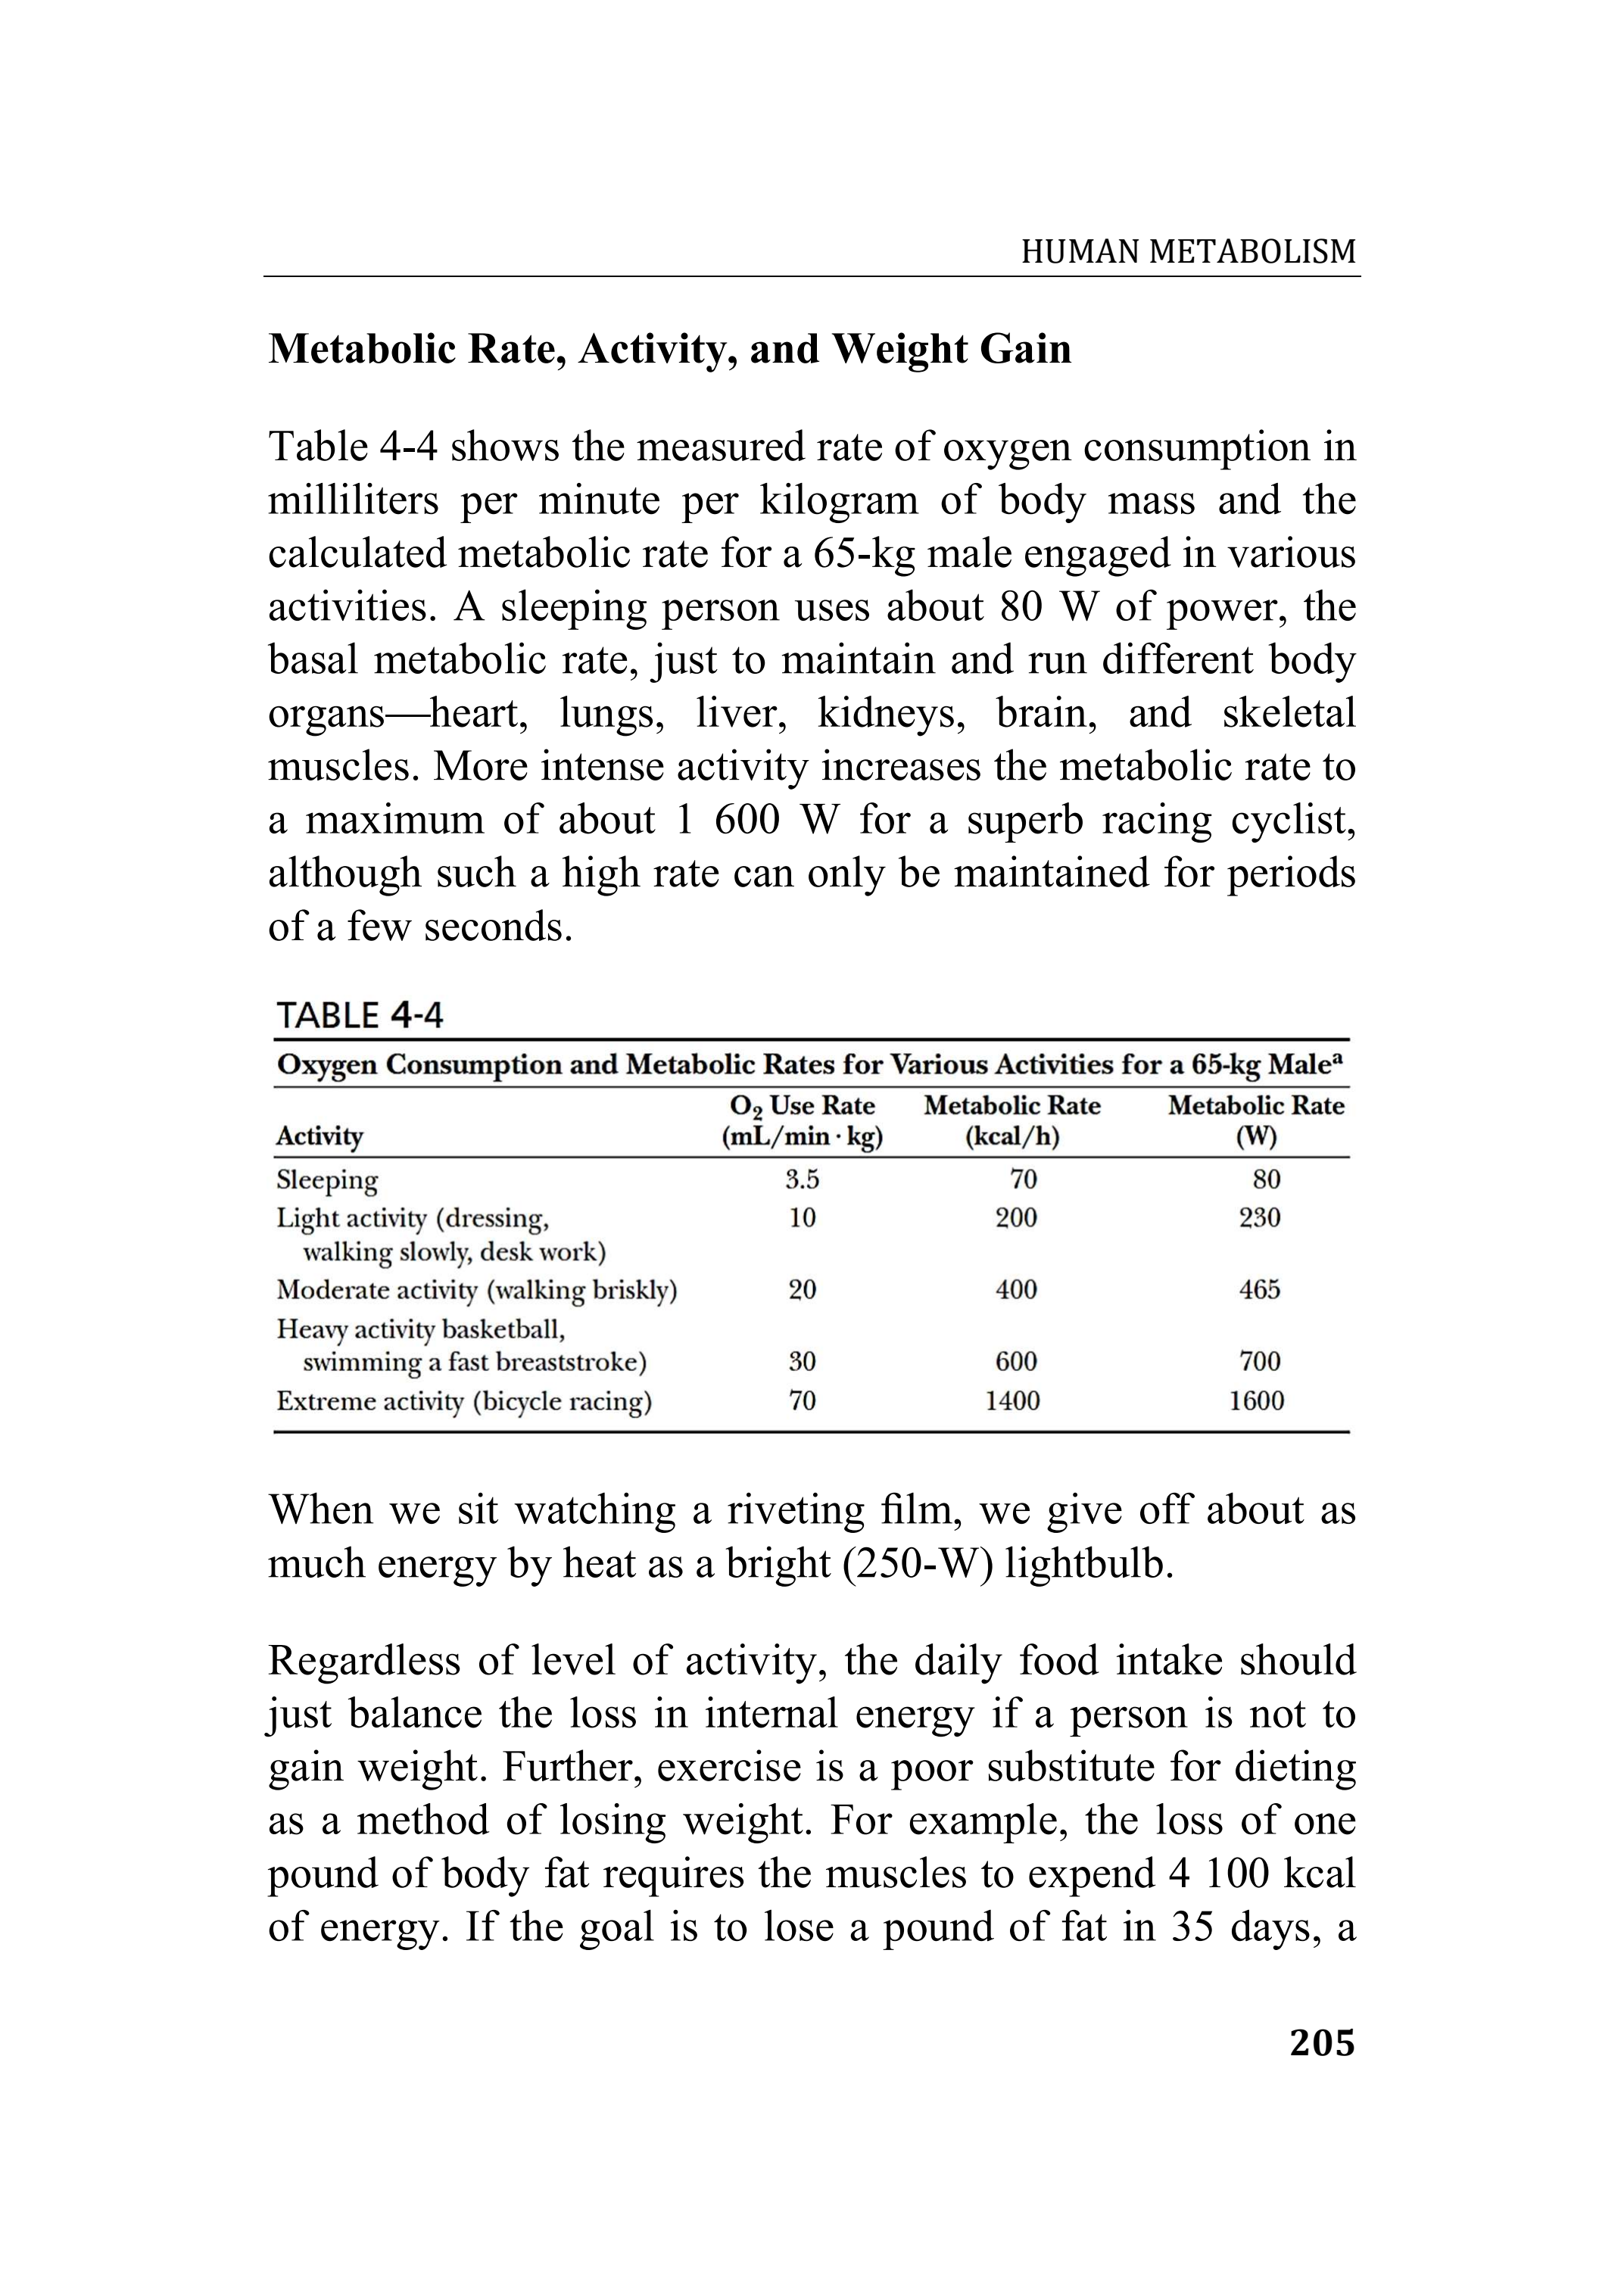 HUMAN METABOLISM
Metabolic Rate, Activity, and Weight Gain
Table 4-4 shows the measured rate of oxygen consumption in
milliliters per minute per kilogram of body mass and the
calculated metabolic rate for a 65-kg male engaged in various
activities. A sleeping person uses about 80 W of power, the
basal metabolic rate, just to maintain and run different body
organs—heart, lungs, liver, kidneys, brain, and skeletal
muscles. More intense activity increases the metabolic rate to
a maximum of about 1 600 W for a superb racing cyclist,
although such a high rate can only be maintained for periods
of a few seconds.
TABLE 4-4
Oxygen Consumption and Metabolic Rates for Various Activities for a 65-kg Maleᵃ
O₂ Use Rate Metabolic Rate Metabolic Rate
Activity (mL/min · kg) (kcal/h) (W)
Sleeping 3.5 70 80
Light activity (dressing, 10 200 230
walking slowly, desk work)
Moderate activity (walking briskly) 20 400 465
Heavy activity basketball,
swimming a fast breaststroke) 30 600 700
Extreme activity (bicycle racing) 70 1400 1600
When we sit watching a riveting film, we give off about as
much energy by heat as a bright (250-W) lightbulb.
Regardless of level of activity, the daily food intake should
just balance the loss in internal energy if a person is not to
gain weight. Further, exercise is a poor substitute for dieting
as a method of losing weight. For example, the loss of one
pound of body fat requires the muscles to expend 4 100 kcal
of energy. If the goal is to lose a pound of fat in 35 days, a
205